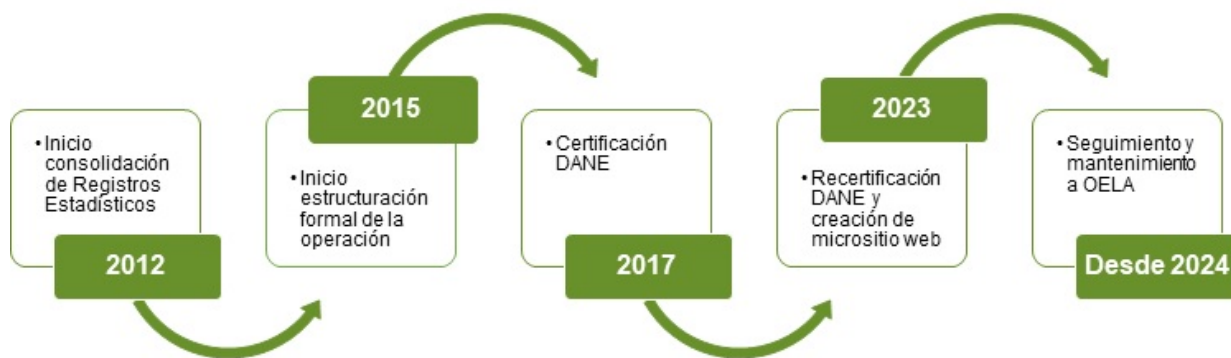 • Inicio
consolidación
de Registros
Estadísticos
2012
2015
• Inicio
estructuración
formal de la
operación
• Certificación
DANE
2017
2023
• Recertificación
DANE y
creación de
micrositio web
• Seguimiento y
mantenimiento
a OELA
Desde 2024